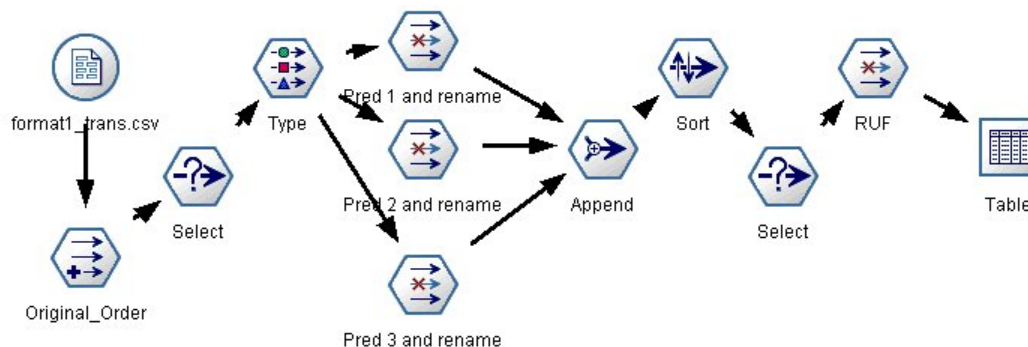 format1_trans.csv
Original_Order
Select
Type
Pred 1 and rename
Pred 2 and rename
Pred 3 and rename
Append
Sort
Select
RUF
Table